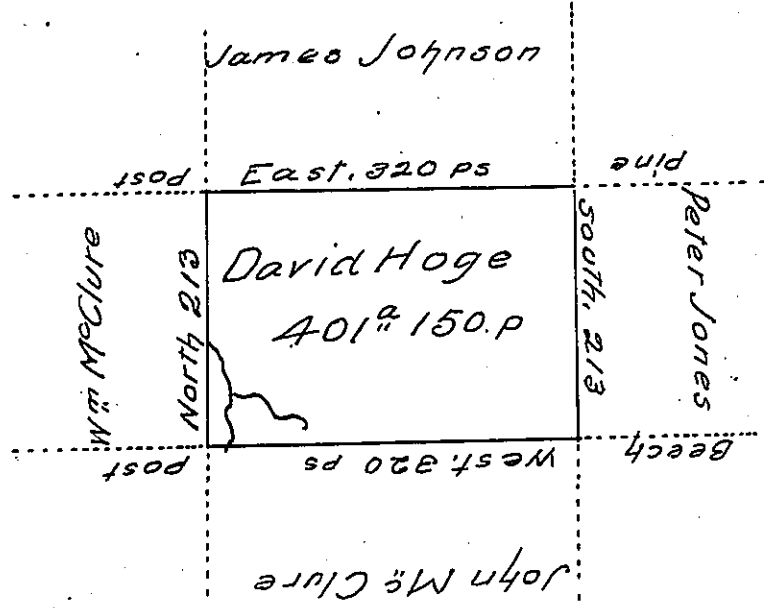 James Johnson
post
East. 320 ps
pine
Wm McClure
North 213
David Hoge
401a 150.p
South, 213
Peter Jones
post
West. 320 ps
Beech
John McClure